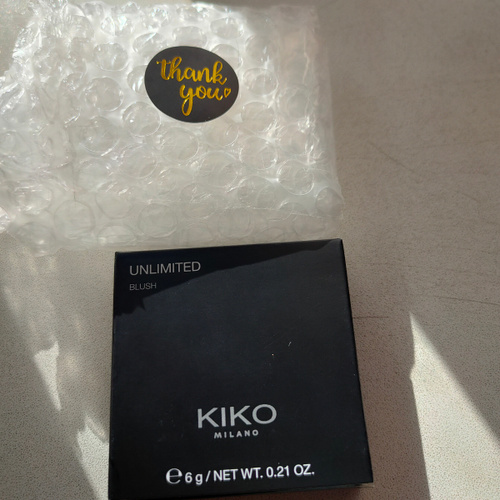 thank
you
UNLIMITED
BLUSH
KIKO
MILANO
℮ 6 g / NET WT. 0.21 OZ.